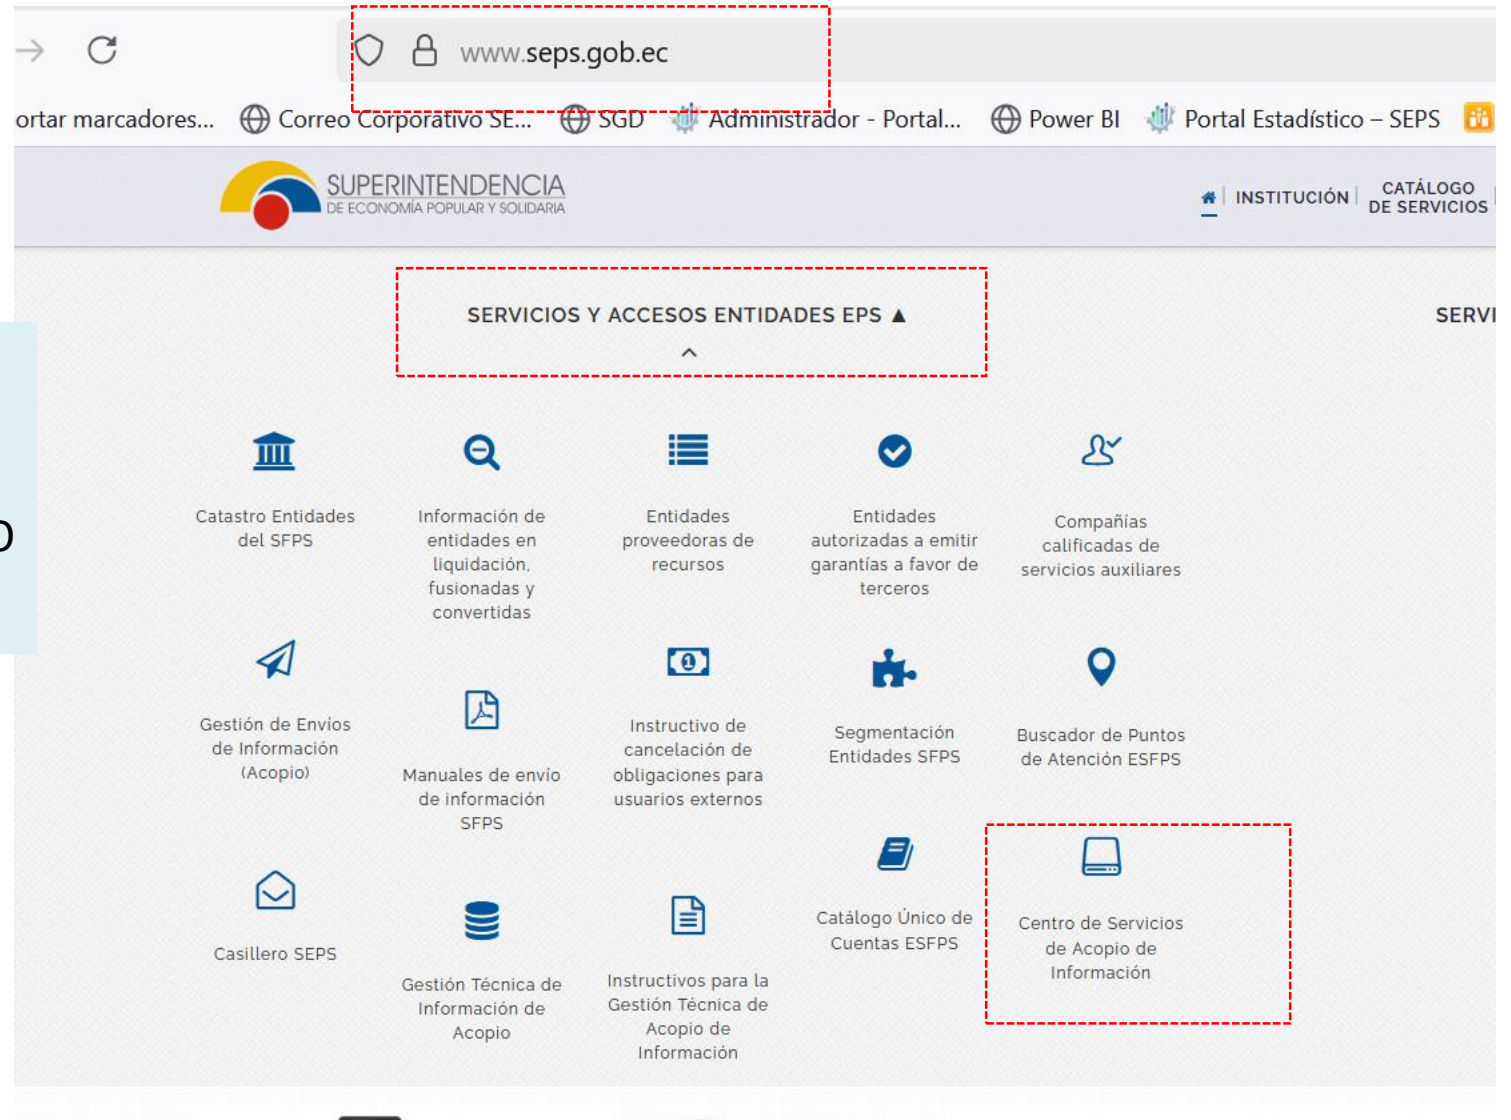 www.seps.gob.ec
ortar marcadores... Correo Corporativo SE... SGD Administrador - Portal... Power BI Portal Estadístico – SEPS
SUPERINTENDENCIA
DE ECONOMÍA POPULAR Y SOLIDARIA
INSTITUCIÓN
CATÁLOGO
DE SERVICIOS
SERVICIOS Y ACCESOS ENTIDADES EPS ▲
SERVI
o
Catastro Entidades
del SFPS
Información de
entidades en
liquidación,
fusionadas y
convertidas
Entidades
proveedoras de
recursos
Entidades
autorizadas a emitir
garantías a favor de
terceros
Compañías
calificadas de
servicios auxiliares
Gestión de Envíos
de Información
(Acopio)
Manuales de envío
de información
SFPS
Instructivo de
cancelación de
obligaciones para
usuarios externos
Segmentación
Entidades SFPS
Buscador de Puntos
de Atención ESFPS
Casillero SEPS
Gestión Técnica de
Información de
Acopio
Instructivos para la
Gestión Técnica de
Acopio de
Información
Catálogo Único de
Cuentas ESFPS
Centro de Servicios
de Acopio de
Información